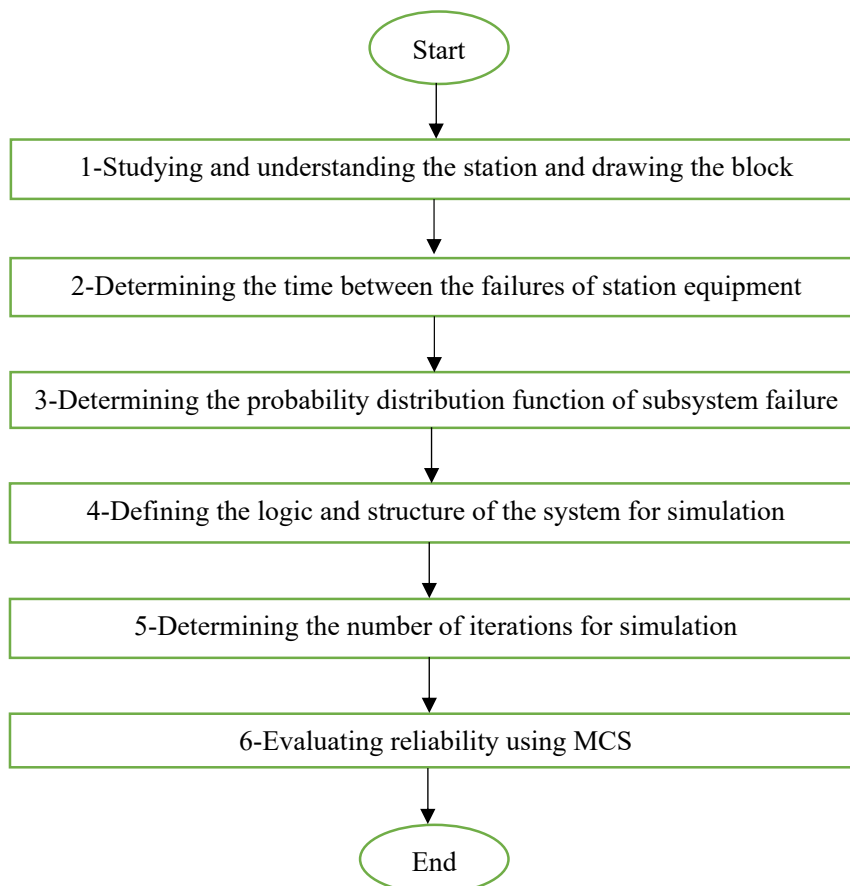 Start
1-Studying and understanding the station and drawing the block
2-Determining the time between the failures of station equipment
3-Determining the probability distribution function of subsystem failure
4-Defining the logic and structure of the system for simulation
5-Determining the number of iterations for simulation
6-Evaluating reliability using MCS
End